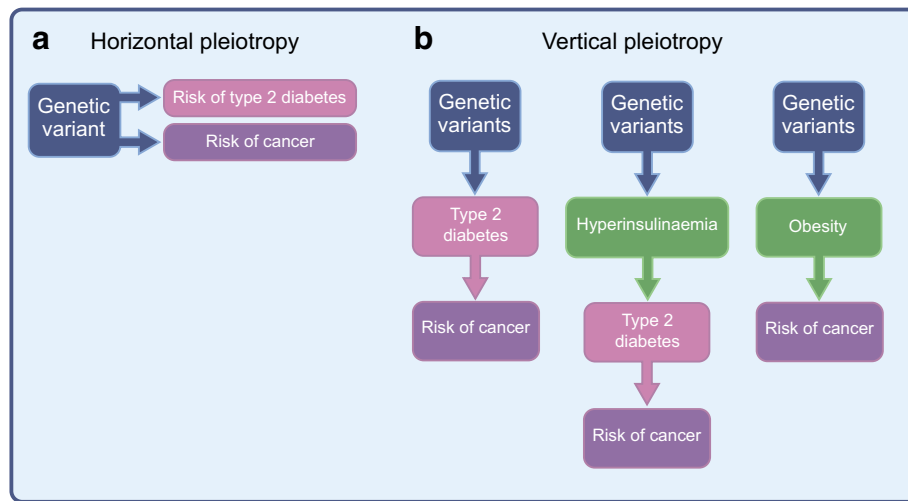 a Horizontal pleiotropy
Genetic
variant
Risk of type 2 diabetes
Risk of cancer
b Vertical pleiotropy
Genetic
variants
Type 2
diabetes
Risk of cancer
Genetic
variants
Hyperinsulinaemia
Type 2
diabetes
Risk of cancer
Genetic
variants
Obesity
Risk of cancer